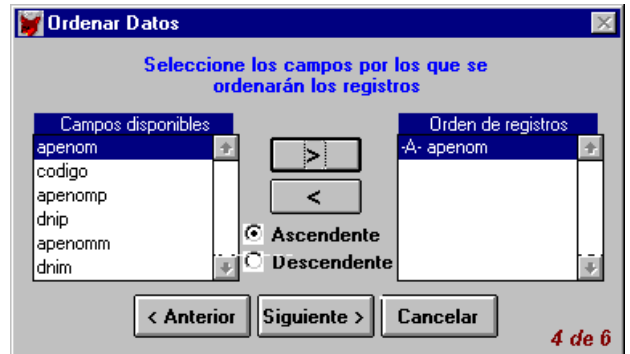 Ordenar Datos
Seleccione los campos por los que se
ordenarán los registros
Campos disponibles
apenom
codigo
apenomp
dnip
apenomm
dnim
>
<
Ascendente
Descendente
Orden de registros
-A- apenom
< Anterior
Siguiente >
Cancelar
4 de 6